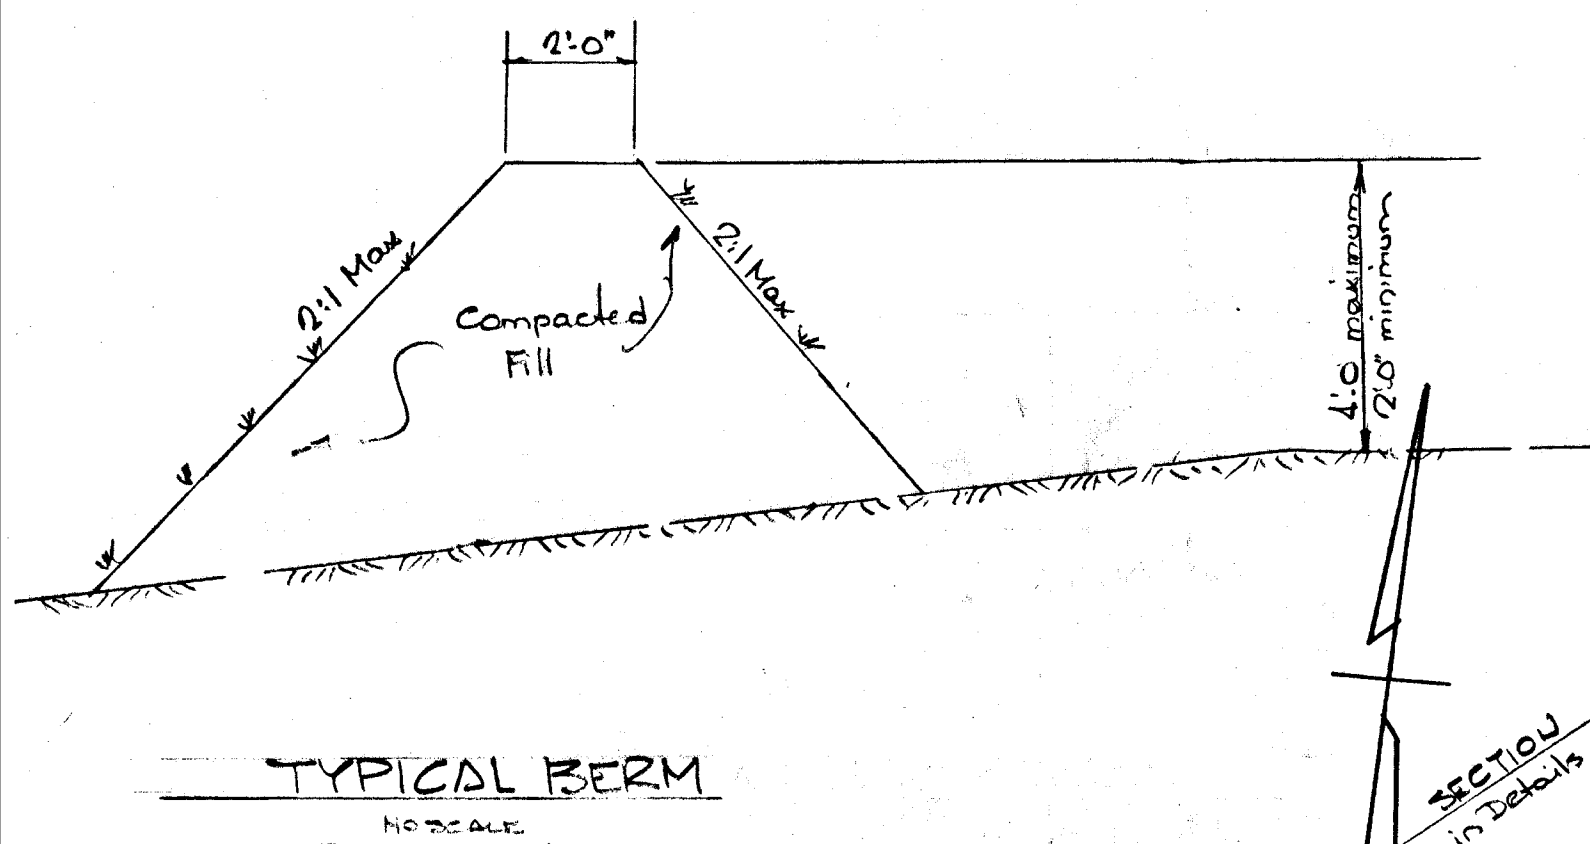 2'-0"
2:1 Max
2:1 Max
Compacted
Fill
4'-0 maximum
2'-0" minimum
TYPICAL BERM
NO SCALE
SECTION
in Details